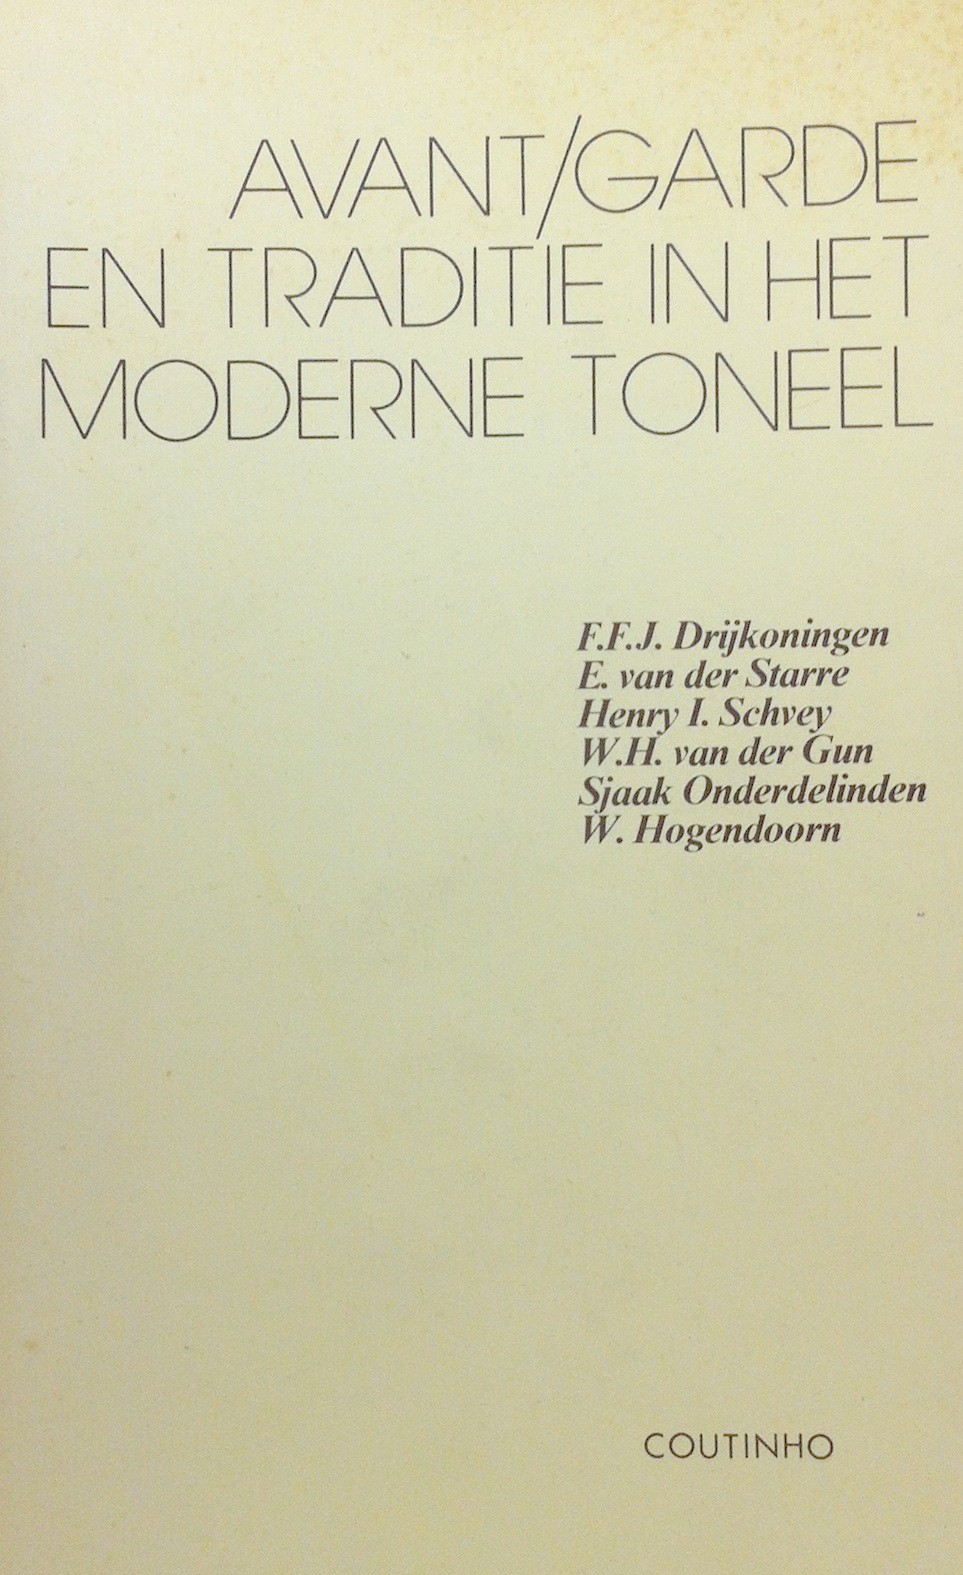 AVANT/GARDE
EN TRADITIE IN HET
MODERNE TONEEL
F.F.J. Drijkoningen
E. van der Starre
Henry I. Schvey
W.H. van der Gun
Sjaak Onderdelinden
W. Hogendoorn
COUTINHO